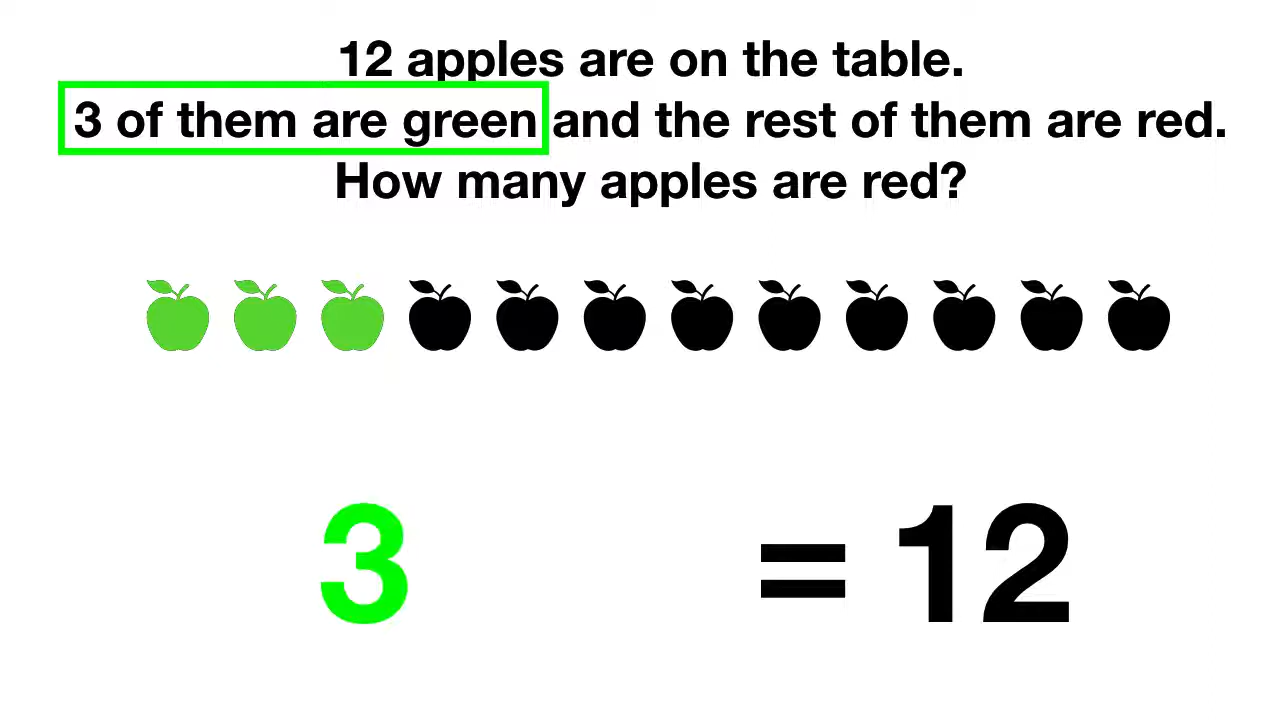 12 apples are on the table.
3 of them are green and the rest of them are red.
How many apples are red?
3 = 12